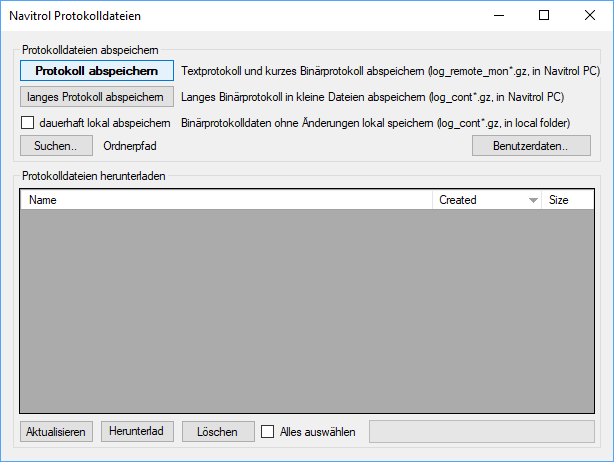 Navitrol Protokolldateien
Protokolldateien abspeichern
Protokoll abspeichern Textprotokoll und kurzes Binärprotokoll abspeichern (log_remote_mon*.gz, in Navitrol PC)
langes Protokoll abspeichern Langes Binärprotokoll in kleine Dateien abspeichern (log_cont*.gz, in Navitrol PC)
dauerhaft lokal abspeichern Binärprotokolldaten ohne Änderungen lokal speichern (log_cont*.gz, in local folder)
Suchen.. Ordnerpfad Benutzerdaten..
Protokolldateien herunterladen
Name Created Size
Aktualisieren Herunterlad Löschen Alles auswählen